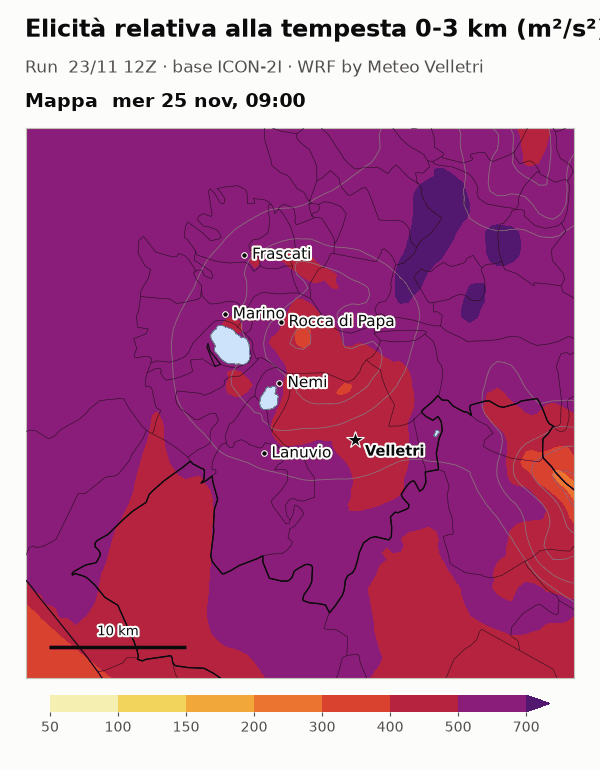 Elicità relativa alla tempesta 0-3 km (m²/s²)
Run  23/11 12Z · base ICON-2I · WRF by Meteo Velletri
Mappa  mer 25 nov, 09:00
Frascati
Marino
Rocca di Papa
Nemi
Lanuvio
Velletri
10 km
50 100 150 200 300 400 500 700